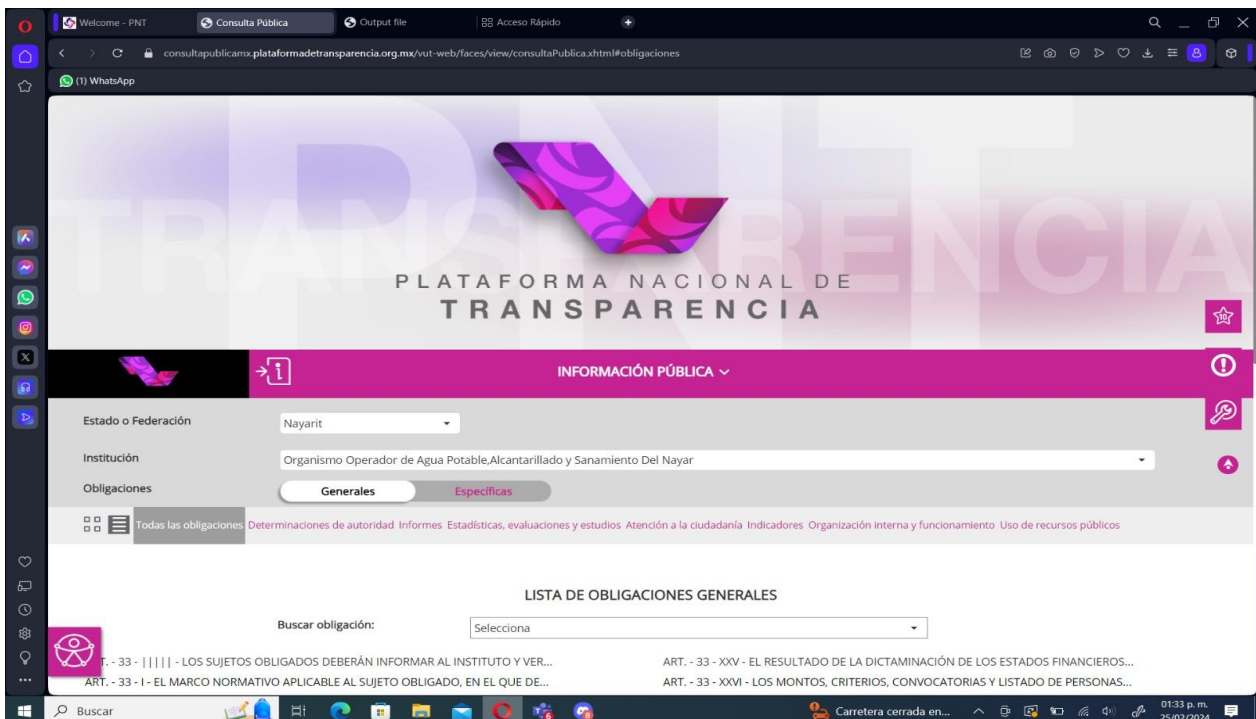 Welcome - PNT
Consulta Pública
Output file
Acceso Rápido
consultapublicamx.plataformadetransparencia.org.mx/vut-web/faces/view/consultaPublica.xhtml#obligaciones
(1) WhatsApp
PNT
TRANSPARENCIA
PLATAFORMA NACIONAL DE
TRANSPARENCIA
INFORMACIÓN PÚBLICA
Estado o Federación
Nayarit
Institución
Organismo Operador de Agua Potable,Alcantarillado y Sanamiento Del Nayar
Obligaciones
Generales
Específicas
Todas las obligaciones Determinaciones de autoridad Informes Estadísticas, evaluaciones y estudios Atención a la ciudadanía Indicadores Organización interna y funcionamiento Uso de recursos públicos
LISTA DE OBLIGACIONES GENERALES
Buscar obligación:
Selecciona
T. - 33 - ||||| - LOS SUJETOS OBLIGADOS DEBERÁN INFORMAR AL INSTITUTO Y VER...
ART. - 33 - XXV - EL RESULTADO DE LA DICTAMINACIÓN DE LOS ESTADOS FINANCIEROS...
ART. - 33 - I - EL MARCO NORMATIVO APLICABLE AL SUJETO OBLIGADO, EN EL QUE DE...
ART. - 33 - XXVI - LOS MONTOS, CRITERIOS, CONVOCATORIAS Y LISTADO DE PERSONAS...
Buscar
Carretera cerrada en...
01:33 p. m.
25/02/2024